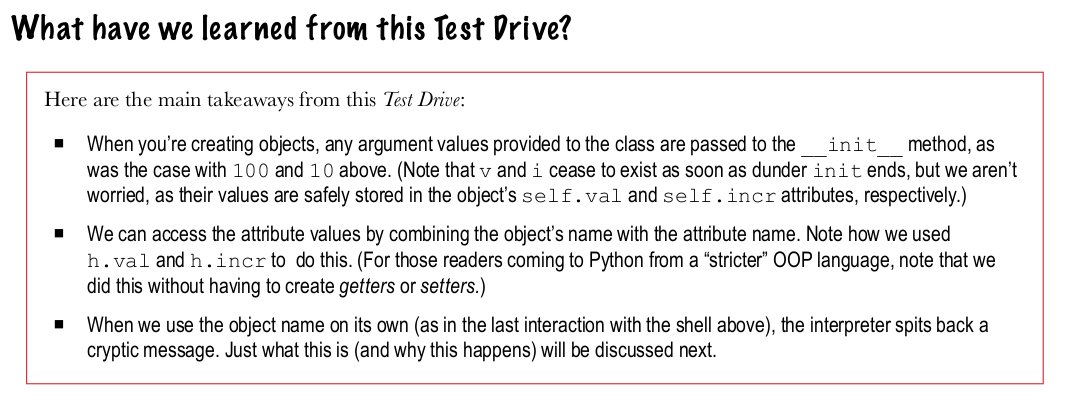 What have we learned from this Test Drive?
Here are the main takeaways from this Test Drive:
■ When you’re creating objects, any argument values provided to the class are passed to the __init__ method, as
was the case with 100 and 10 above. (Note that v and i cease to exist as soon as dunder init ends, but we aren’t
worried, as their values are safely stored in the object’s self.val and self.incr attributes, respectively.)
■ We can access the attribute values by combining the object’s name with the attribute name. Note how we used
h.val and h.incr to do this. (For those readers coming to Python from a “stricter” OOP language, note that we
did this without having to create getters or setters.)
■ When we use the object name on its own (as in the last interaction with the shell above), the interpreter spits back a
cryptic message. Just what this is (and why this happens) will be discussed next.